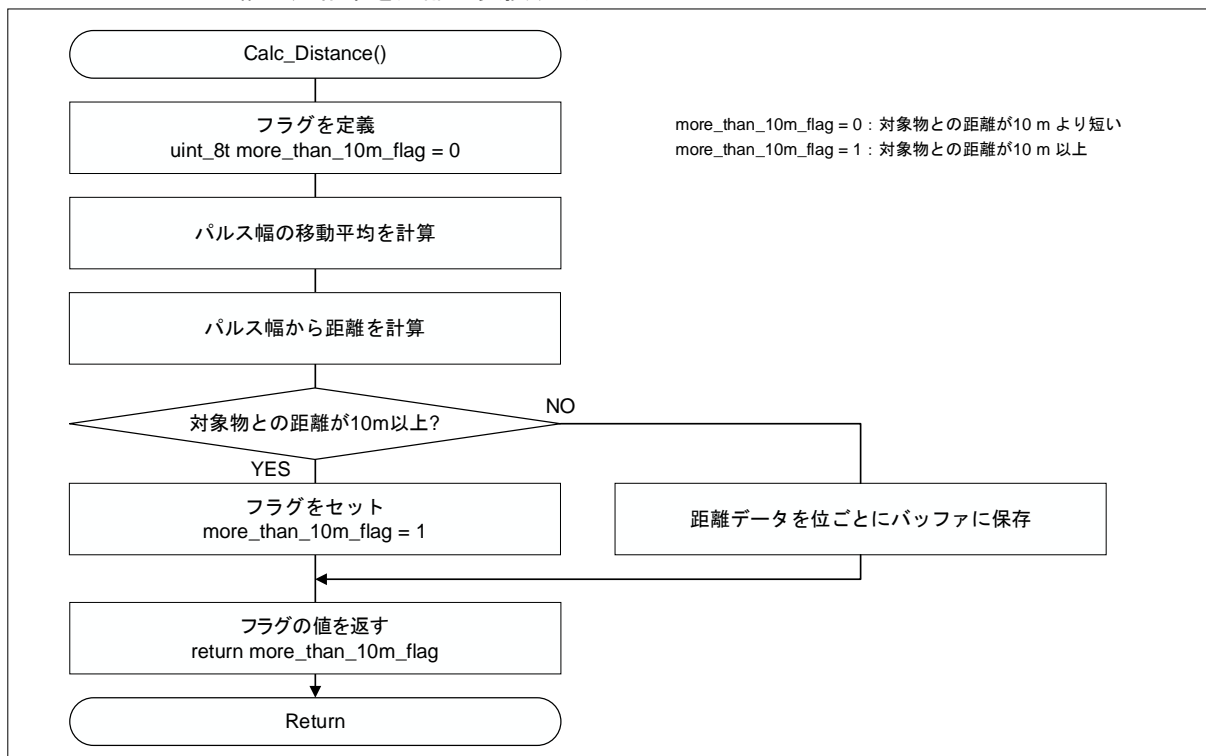 Calc_Distance()
フラグを定義
uint_8t more_than_10m_flag = 0
more_than_10m_flag = 0 : 対象物との距離が10 m より短い
more_than_10m_flag = 1 : 対象物との距離が10 m 以上
パルス幅の移動平均を計算
パルス幅から距離を計算
対象物との距離が10m以上?
NO
YES
フラグをセット
more_than_10m_flag = 1
距離データを位ごとにバッファに保存
フラグの値を返す
return more_than_10m_flag
Return